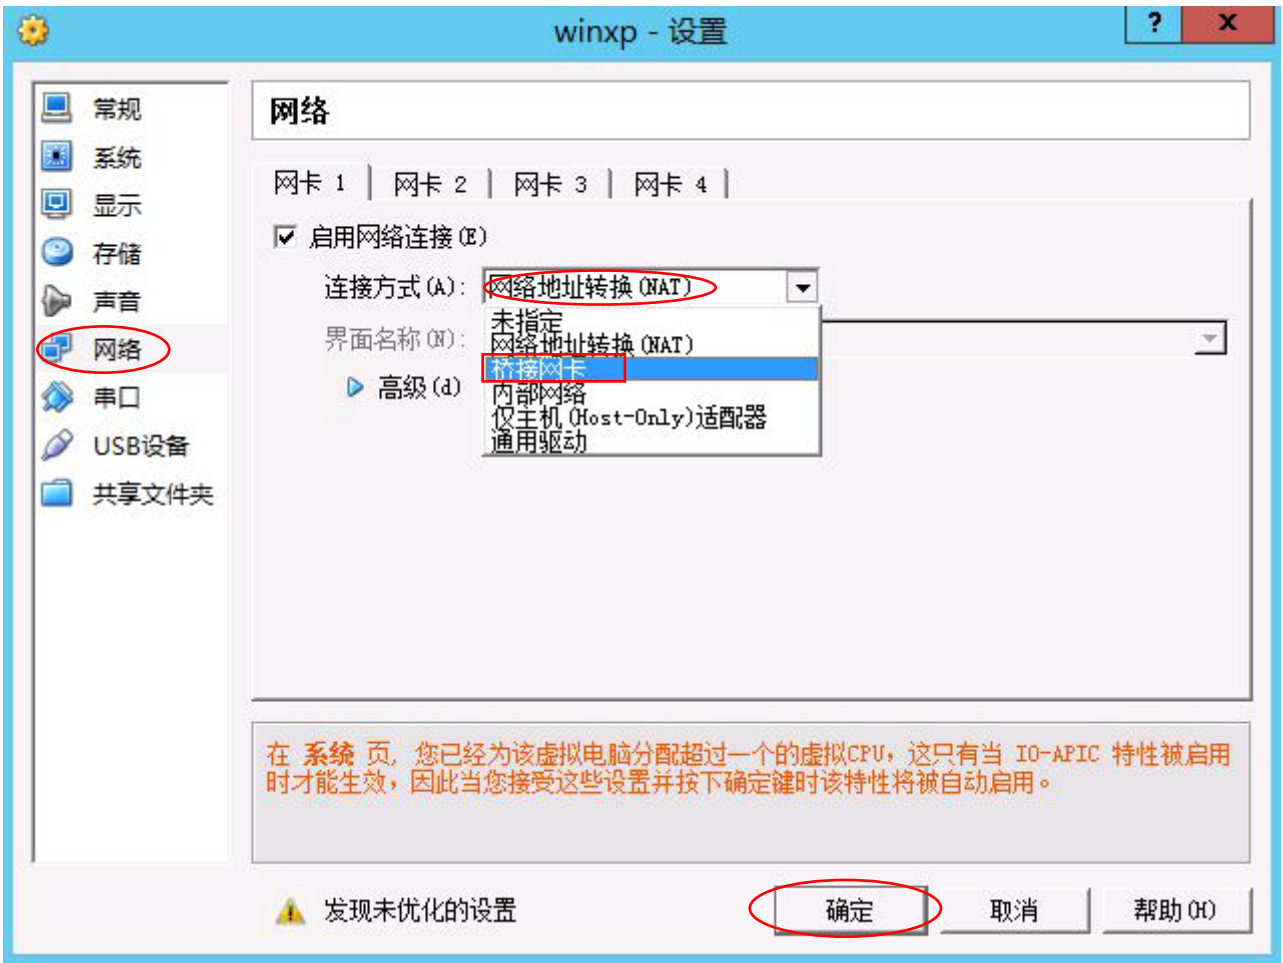 winxp - 设置
?
x
常规
系统
显示
存储
声音
网络
串口
USB设备
共享文件夹
网络
网卡 1
网卡 2
网卡 3
网卡 4
启用网络连接(E)
连接方式(A):
网络地址转换(NAT)
未指定
网络地址转换(NAT)
桥接网卡
内部网络
仅主机(Host-Only)适配器
通用驱动
界面名称(N):
高级(d)
在 系统 页, 您已经为该虚拟电脑分配超过一个的虚拟CPU，这只有当 IO-APIC 特性被启用
时才能生效，因此当您接受这些设置并按下确定键时该特性将被自动启用。
发现未优化的设置
确定
取消
帮助(H)